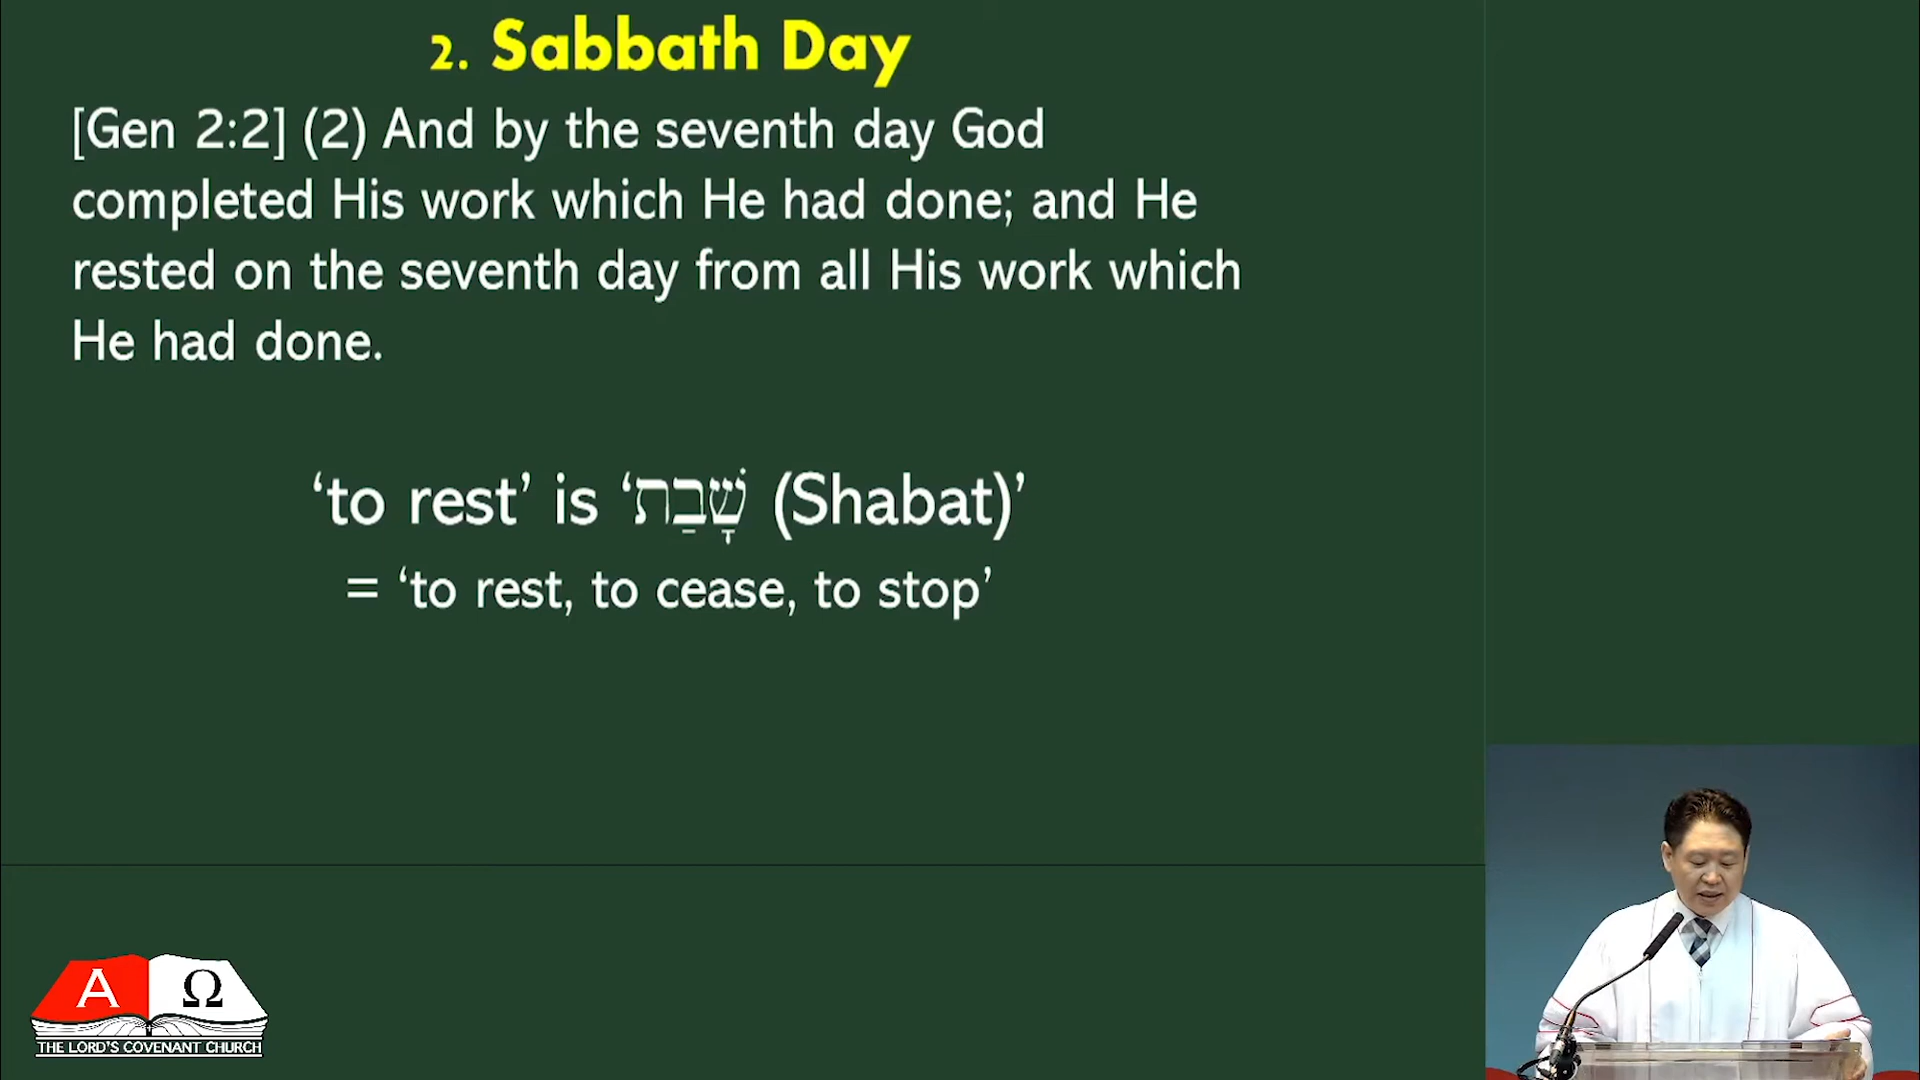 2. Sabbath Day
[Gen 2:2] (2) And by the seventh day God
completed His work which He had done; and He
rested on the seventh day from all His work which
He had done.
‘to rest’ is ‘שָׁבַת (Shabat)’
= ‘to rest, to cease, to stop’
A Ω
THE LORD'S COVENANT CHURCH